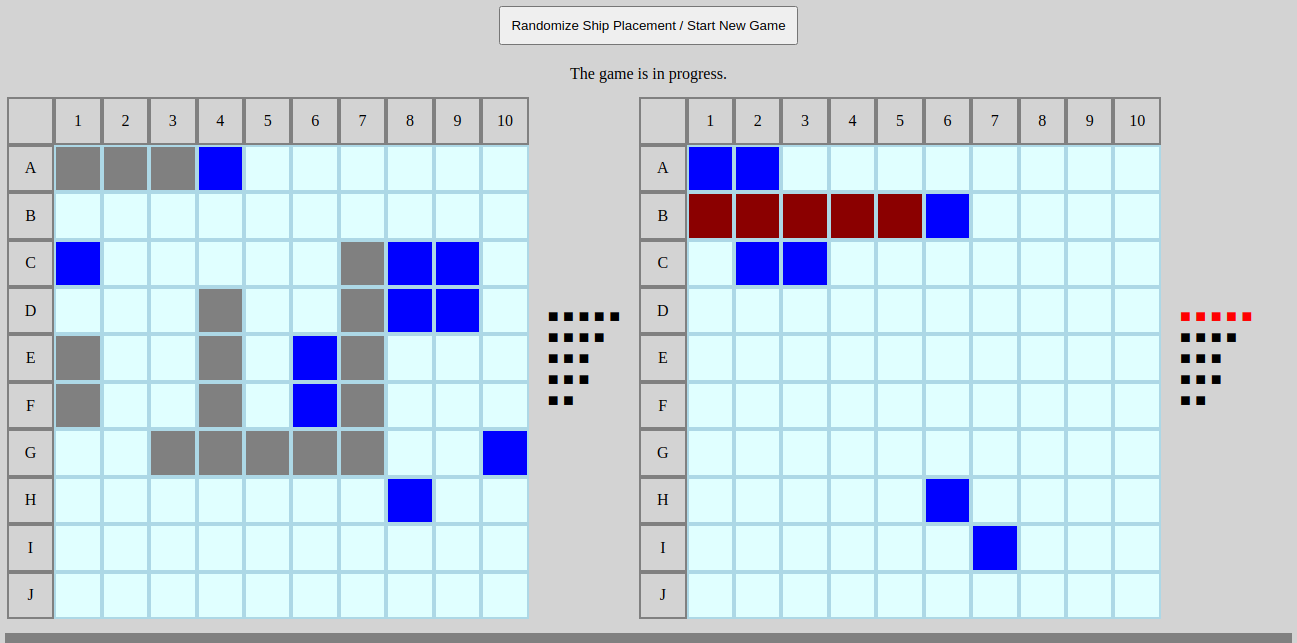 Randomize Ship Placement / Start New Game
The game is in progress.
1 2 3 4 5 6 7 8 9 10
A
B
C
D
E
F
G
H
I
J
1 2 3 4 5 6 7 8 9 10
A
B
C
D
E
F
G
H
I
J